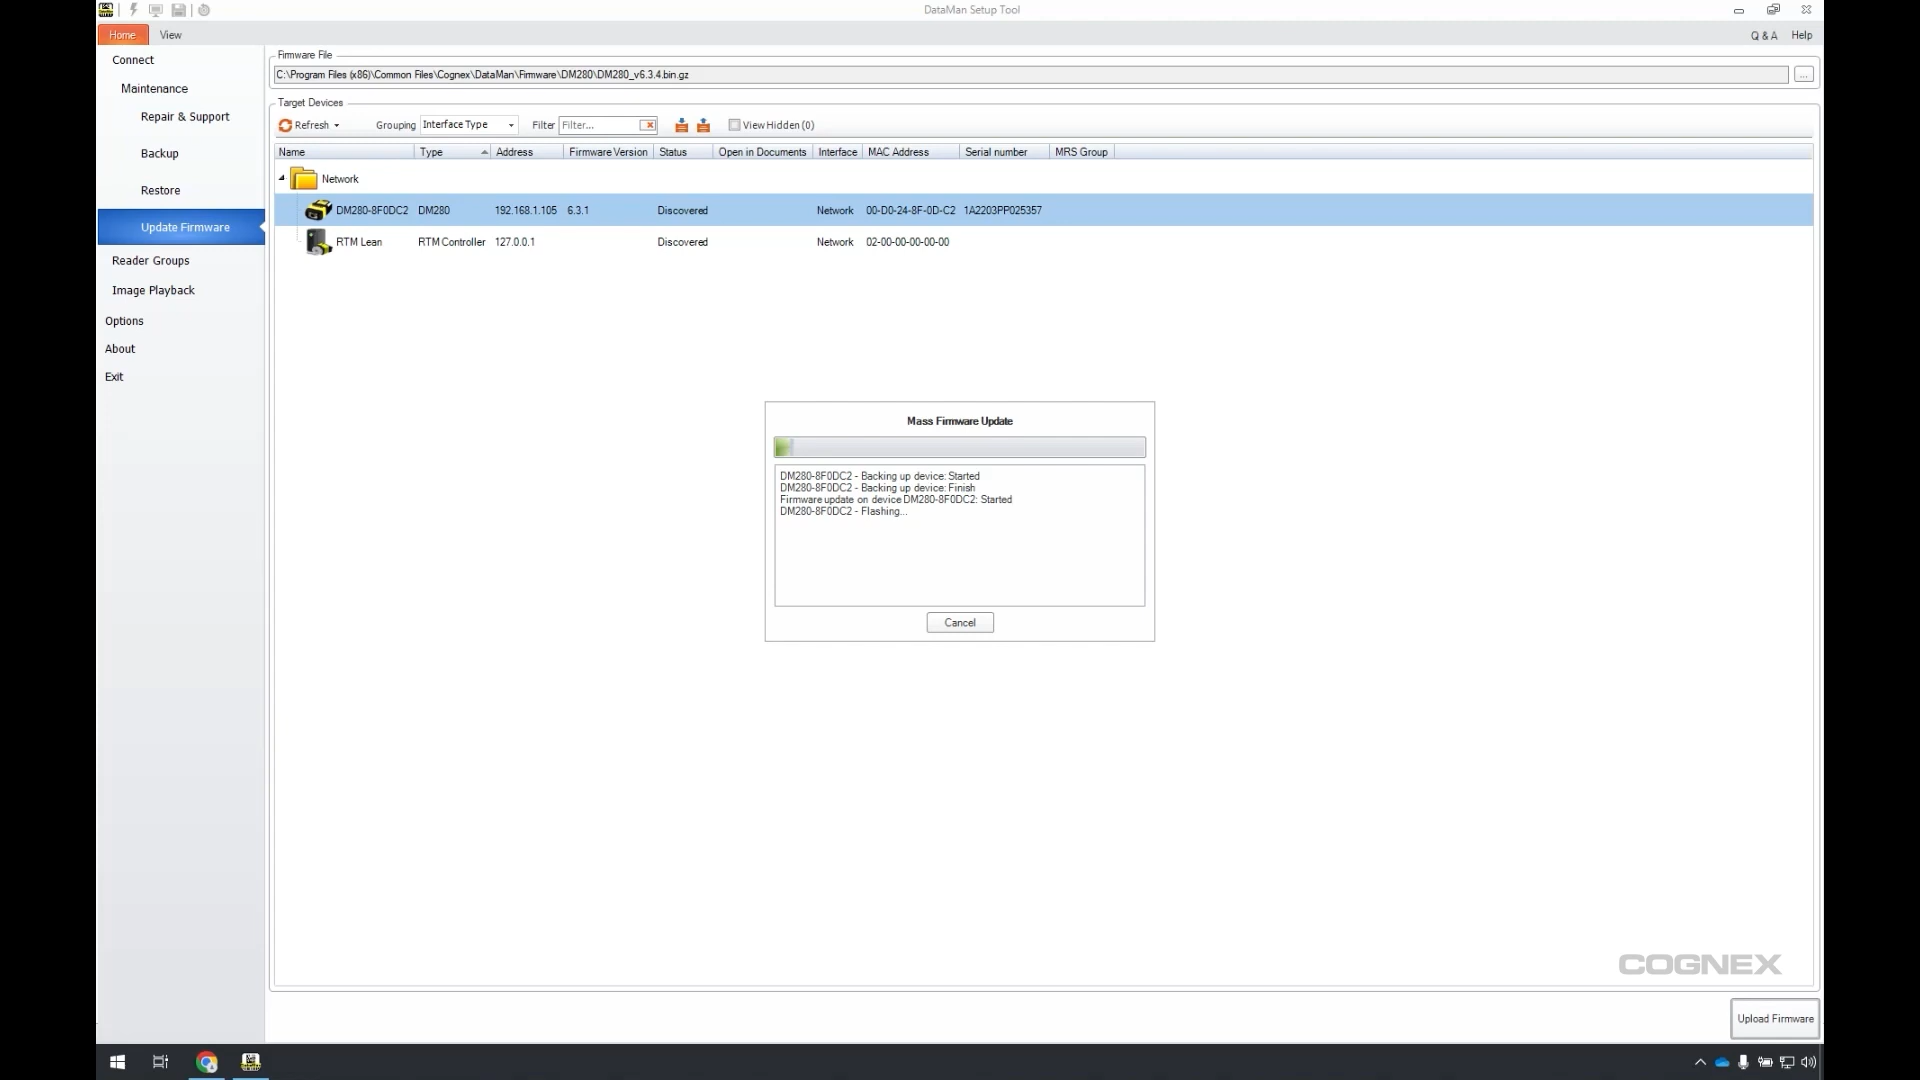 DataMan Setup Tool
Home View Q & A Help
Connect
Maintenance
Repair & Support
Backup
Restore
Update Firmware
Reader Groups
Image Playback
Options
About
Exit
Firmware File
C:\Program Files (x86)\Common Files\Cognex\DataMan\Firmware\DM280\DM280_v6.3.4.bin.gz ...
Target Devices
Refresh Grouping Interface Type Filter Filter... View Hidden (0)
Name Type Address Firmware Version Status Open in Documents Interface MAC Address Serial number MRS Group
Network
DM280-8F0DC2 DM280 192.168.1.105 6.3.1 Discovered Network 00-D0-24-8F-0D-C2 1A2203PP025357
RTM Lean RTM Controller 127.0.0.1 Discovered Network 02-00-00-00-00-00
Mass Firmware Update
DM280-8F0DC2 - Backing up device: Started
DM280-8F0DC2 - Backing up device: Finish
Firmware update on device DM280-8F0DC2: Started
DM280-8F0DC2 - Flashing...
Cancel
COGNEX
Upload Firmware